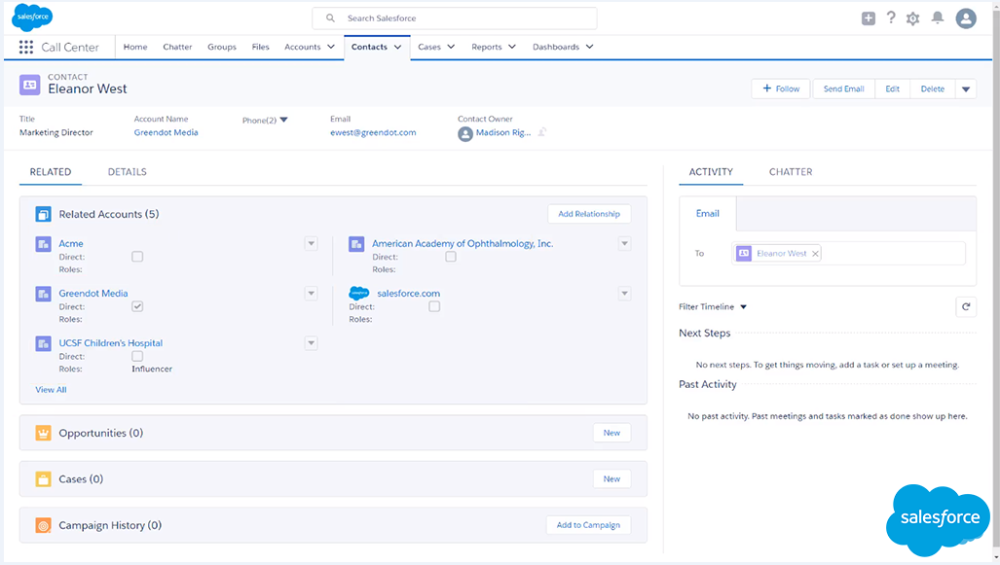 salesforce
Search Salesforce
Call Center Home Chatter Groups Files Accounts Contacts Cases Reports Dashboards
CONTACT
Eleanor West
+ Follow Send Email Edit Delete
Title Account Name Phone(2) Email Contact Owner
Marketing Director Greendot Media ewest@greendot.com Madison Rig...
RELATED DETAILS
Related Accounts (5) Add Relationship
Acme
Direct:
Roles:
American Academy of Ophthalmology, Inc.
Direct:
Roles:
Greendot Media
Direct:
Roles:
salesforce salesforce.com
Direct:
Roles:
UCSF Children's Hospital
Direct:
Roles: Influencer
View All
Opportunities (0) New
Cases (0) New
Campaign History (0) Add to Campaign
ACTIVITY CHATTER
Email
To Eleanor West
Filter Timeline
Next Steps
No next steps. To get things moving, add a task or set up a meeting.
Past Activity
No past activity. Past meetings and tasks marked as done show up here.
salesforce